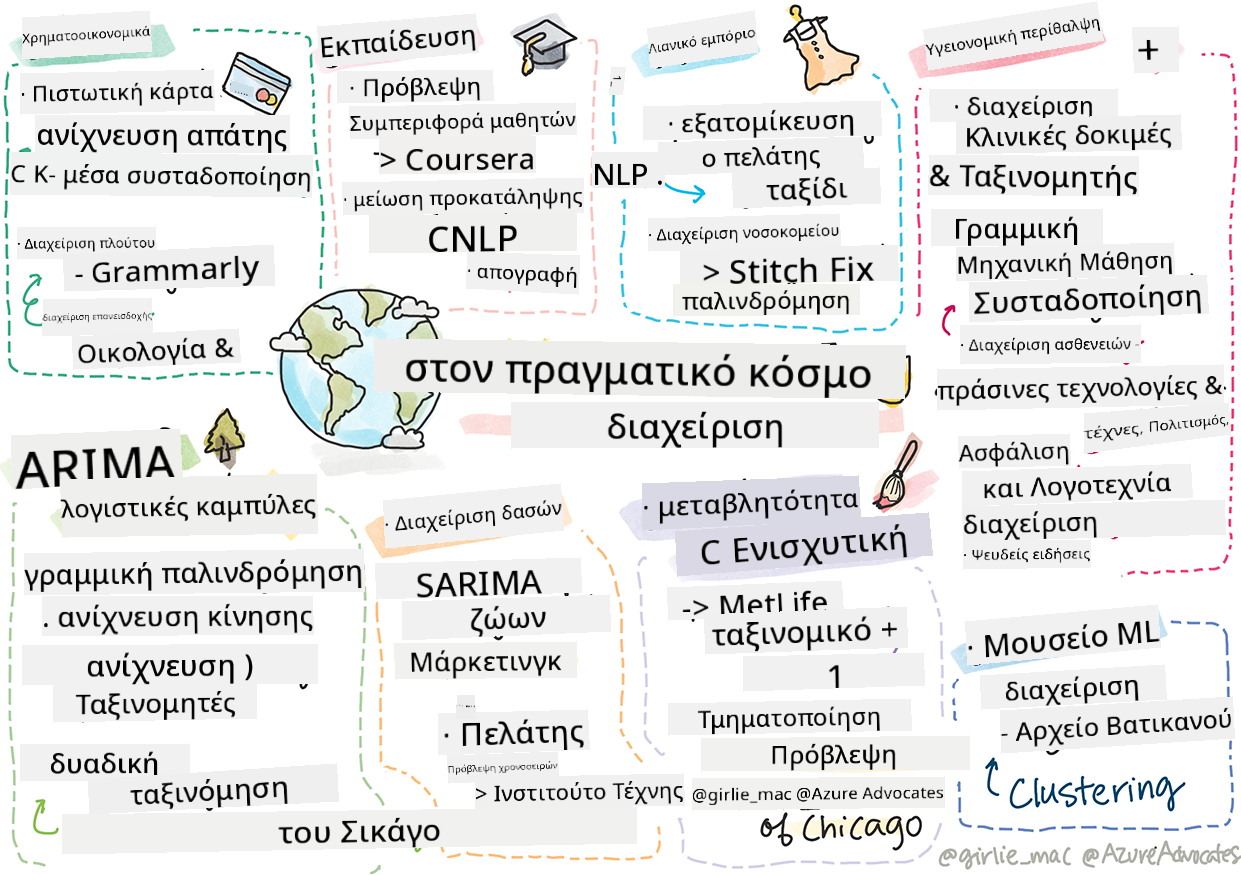 Χρηματοοικονομικά
· Πιστωτική κάρτα
ανίχνευση απάτης
C K- μέσα συσταδοποίηση
· Διαχείριση πλούτου
- Grammarly
διαχείριση επανεισδοχής
Οικολογία &
Εκπαίδευση
· Πρόβλεψη
Συμπεριφορά μαθητών
-> Coursera
· μείωση προκατάληψης
CNLP
· απογραφή
Λιανικό εμπόριο
· εξατομίκευση
ο πελάτης
NLP .
ταξίδι
· Διαχείριση νοσοκομείου
> Stitch Fix
παλινδρόμηση
Υγειονομική περίθαλψη
+
· διαχείριση
Κλινικές δοκιμές
& Ταξινομητής
Γραμμική
Μηχανική Μάθηση
Συσταδοποίηση
· Διαχείριση ασθενειών -
πράσινες τεχνολογίες &
τέχνες, Πολιτισμός,
Ασφάλιση
και Λογοτεχνία
διαχείριση
· Ψευδείς ειδήσεις
στον πραγματικό κόσμο
διαχείριση
ARIMA
λογιστικές καμπύλες
γραμμική παλινδρόμηση
. ανίχνευση κίνησης
ανίχνευση )
Ταξινομητές
δυαδική
ταξινόμηση
του Σικάγο
· Διαχείριση δασών
SARIMA
ζώων
Μάρκετινγκ
· Πελάτης
Πρόβλεψη χρονοσειρών
> Ινστιτούτο Τέχνης
· μεταβλητότητα
C Ενισχυτική
-> MetLife
ταξινομικό +
1
Τμηματοποίηση
Πρόβλεψη
@girlie_mac @Azure Advocates
of Chicago
· Μουσείο ML
διαχείριση
- Αρχείο Βατικανού
Clustering
@girlie_mac @AzureAdvocates